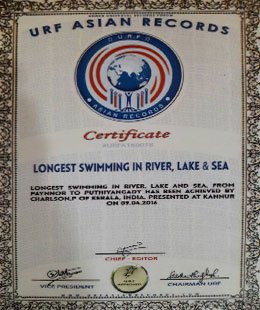 URF ASIAN RECORDS
U.R.F
ASIAN RECORDS
Certificate
LONGEST SWIMMING IN RIVER, LAKE & SEA
LONGEST SWIMMING IN RIVER, LAKE AND SEA, FROM
PAYNNOR TO PUTHIYANGADY HAS BEEN ACHIEVED BY
CHARLSON.P OF KERALA, INDIA. PRESENTED AT KANNUR
ON 09.04.2016
CHIEF - EDITOR
VICE PRESIDENT
CHAIRMAN URF
APPROVED